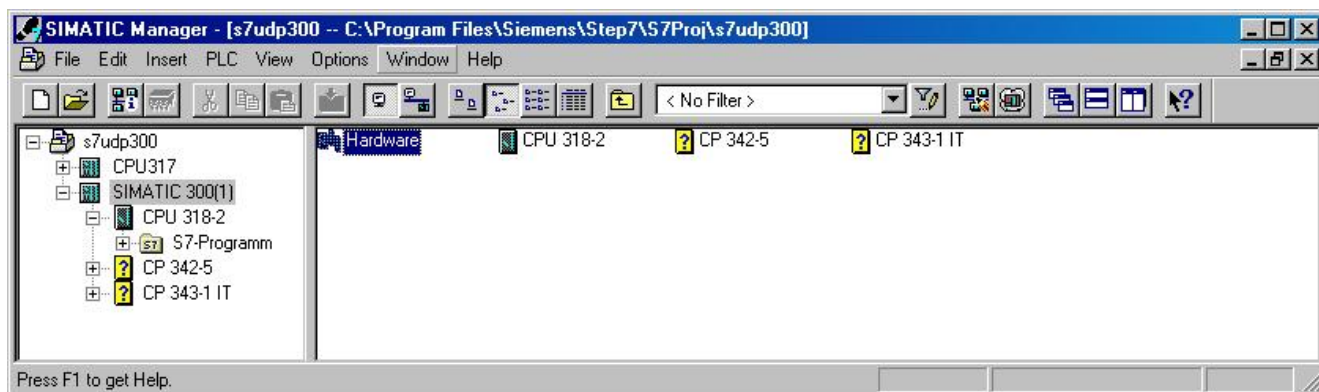 SIMATIC Manager - [s7udp300 -- C:\Program Files\Siemens\Step7\S7Proj\s7udp300]
File Edit Insert PLC View Options Window Help
< No Filter >
s7udp300
CPU317
SIMATIC 300(1)
CPU 318-2
S7-Programm
CP 342-5
CP 343-1 IT
Hardware CPU 318-2 CP 342-5 CP 343-1 IT
Press F1 to get Help.